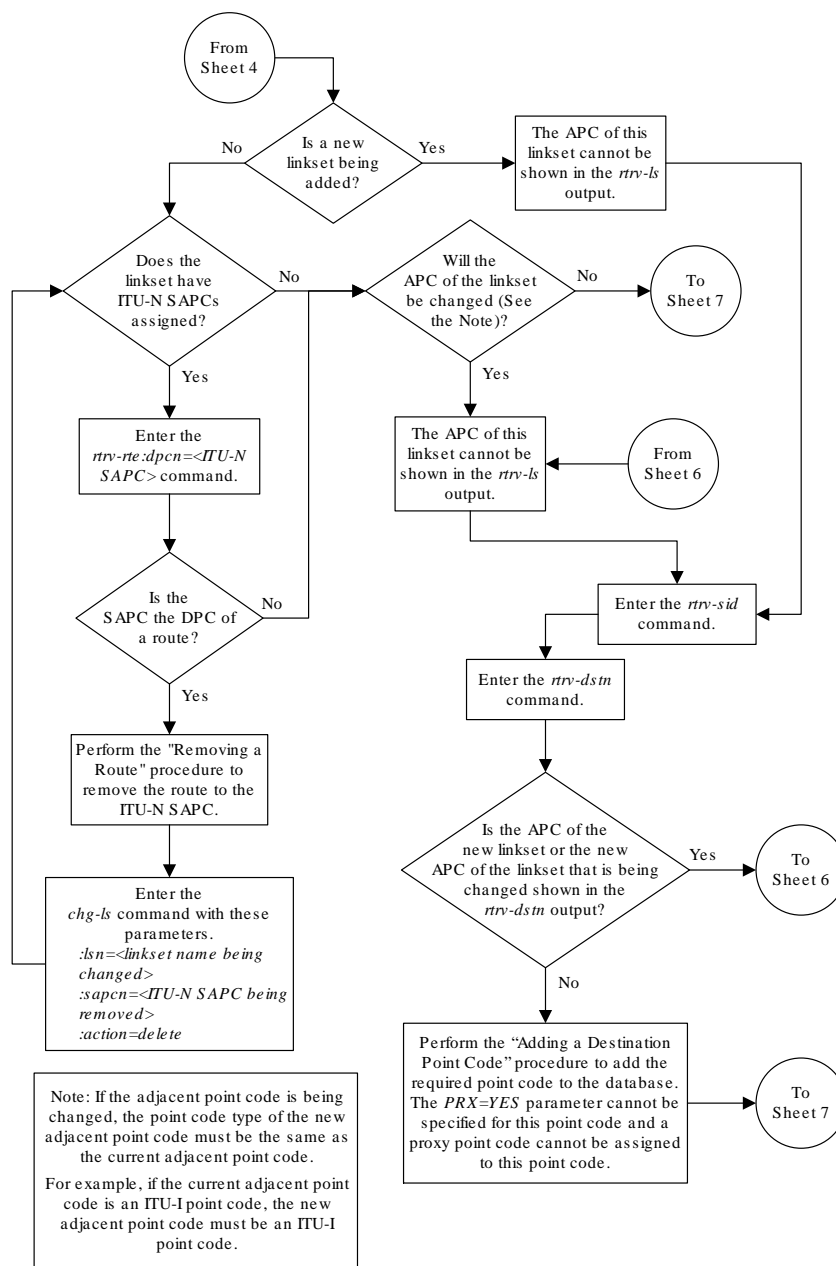 From
Sheet 4
Is a new
linkset being
added?
No
Yes
The APC of this
linkset cannot be
shown in the rtrv-ls
output.
Does the
linkset have
ITU-N SAPCs
assigned?
No
Yes
Will the
APC of the linkset
be changed (See
the Note)?
No
Yes
To
Sheet 7
Enter the
rtrv-rte:dpcn=<ITU-N
SAPC> command.
The APC of this
linkset cannot be
shown in the rtrv-ls
output.
From
Sheet 6
Is the
SAPC the DPC of
a route?
No
Yes
Enter the rtrv-sid
command.
Enter the rtrv-dstn
command.
Perform the "Removing a
Route" procedure to
remove the route to the
ITU-N SAPC.
Is the APC of the
new linkset or the new
APC of the linkset that is being
changed shown in the
rtrv-dstn output?
Yes
No
To
Sheet 6
Enter the
chg-ls command with these
parameters.
:lsn=<linkset name being
changed>
:sapcn=<ITU-N SAPC being
removed>
:action=delete
Perform the “Adding a Destination
Point Code” procedure to add the
required point code to the database.
The PRX=YES parameter cannot be
specified for this point code and a
proxy point code cannot be assigned
to this point code.
To
Sheet 7
Note: If the adjacent point code is being
changed, the point code type of the new
adjacent point code must be the same as
the current adjacent point code.
For example, if the current adjacent point
code is an ITU-I point code, the new
adjacent point code must be an ITU-I
point code.